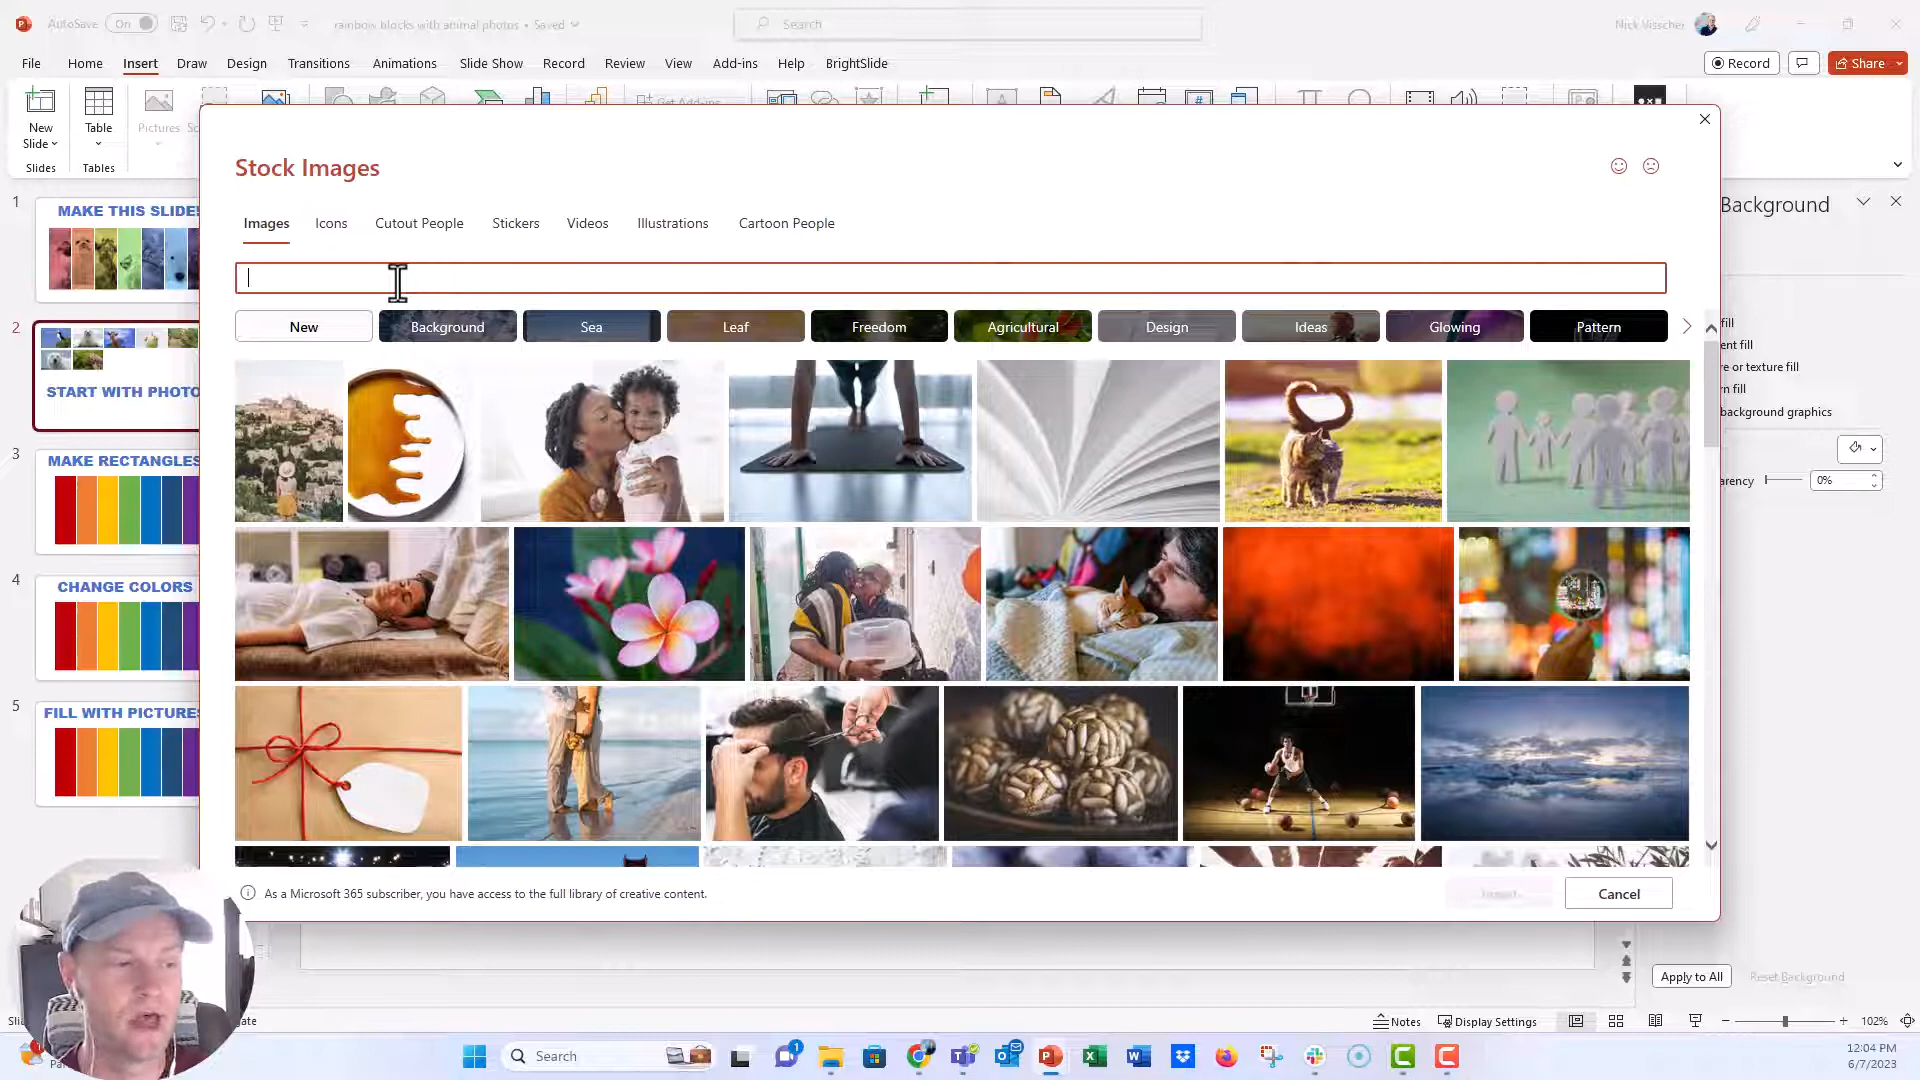 AutoSave On rainbow blocks with animal photos • Saved Search Nick Visscher
File Home Insert Draw Design Transitions Animations Slide Show Record Review View Add-ins Help BrightSlide Record Share
New Slide Table Pictures Get Add-ins
Slides Tables
Stock Images
Images Icons Cutout People Stickers Videos Illustrations Cartoon People
New Background Sea Leaf Freedom Agricultural Design Ideas Glowing Pattern
1 MAKE THIS SLIDE!
2 START WITH PHOTO
3 MAKE RECTANGLES
4 CHANGE COLORS
5 FILL WITH PICTURES
Background
fill
ent fill
re or texture fill
rn fill
background graphics
arency 0%
As a Microsoft 365 subscriber, you have access to the full library of creative content.
Insert Cancel
Apply to All Reset Background
Notes Display Settings 102%
Search
12:04 PM
6/7/2023